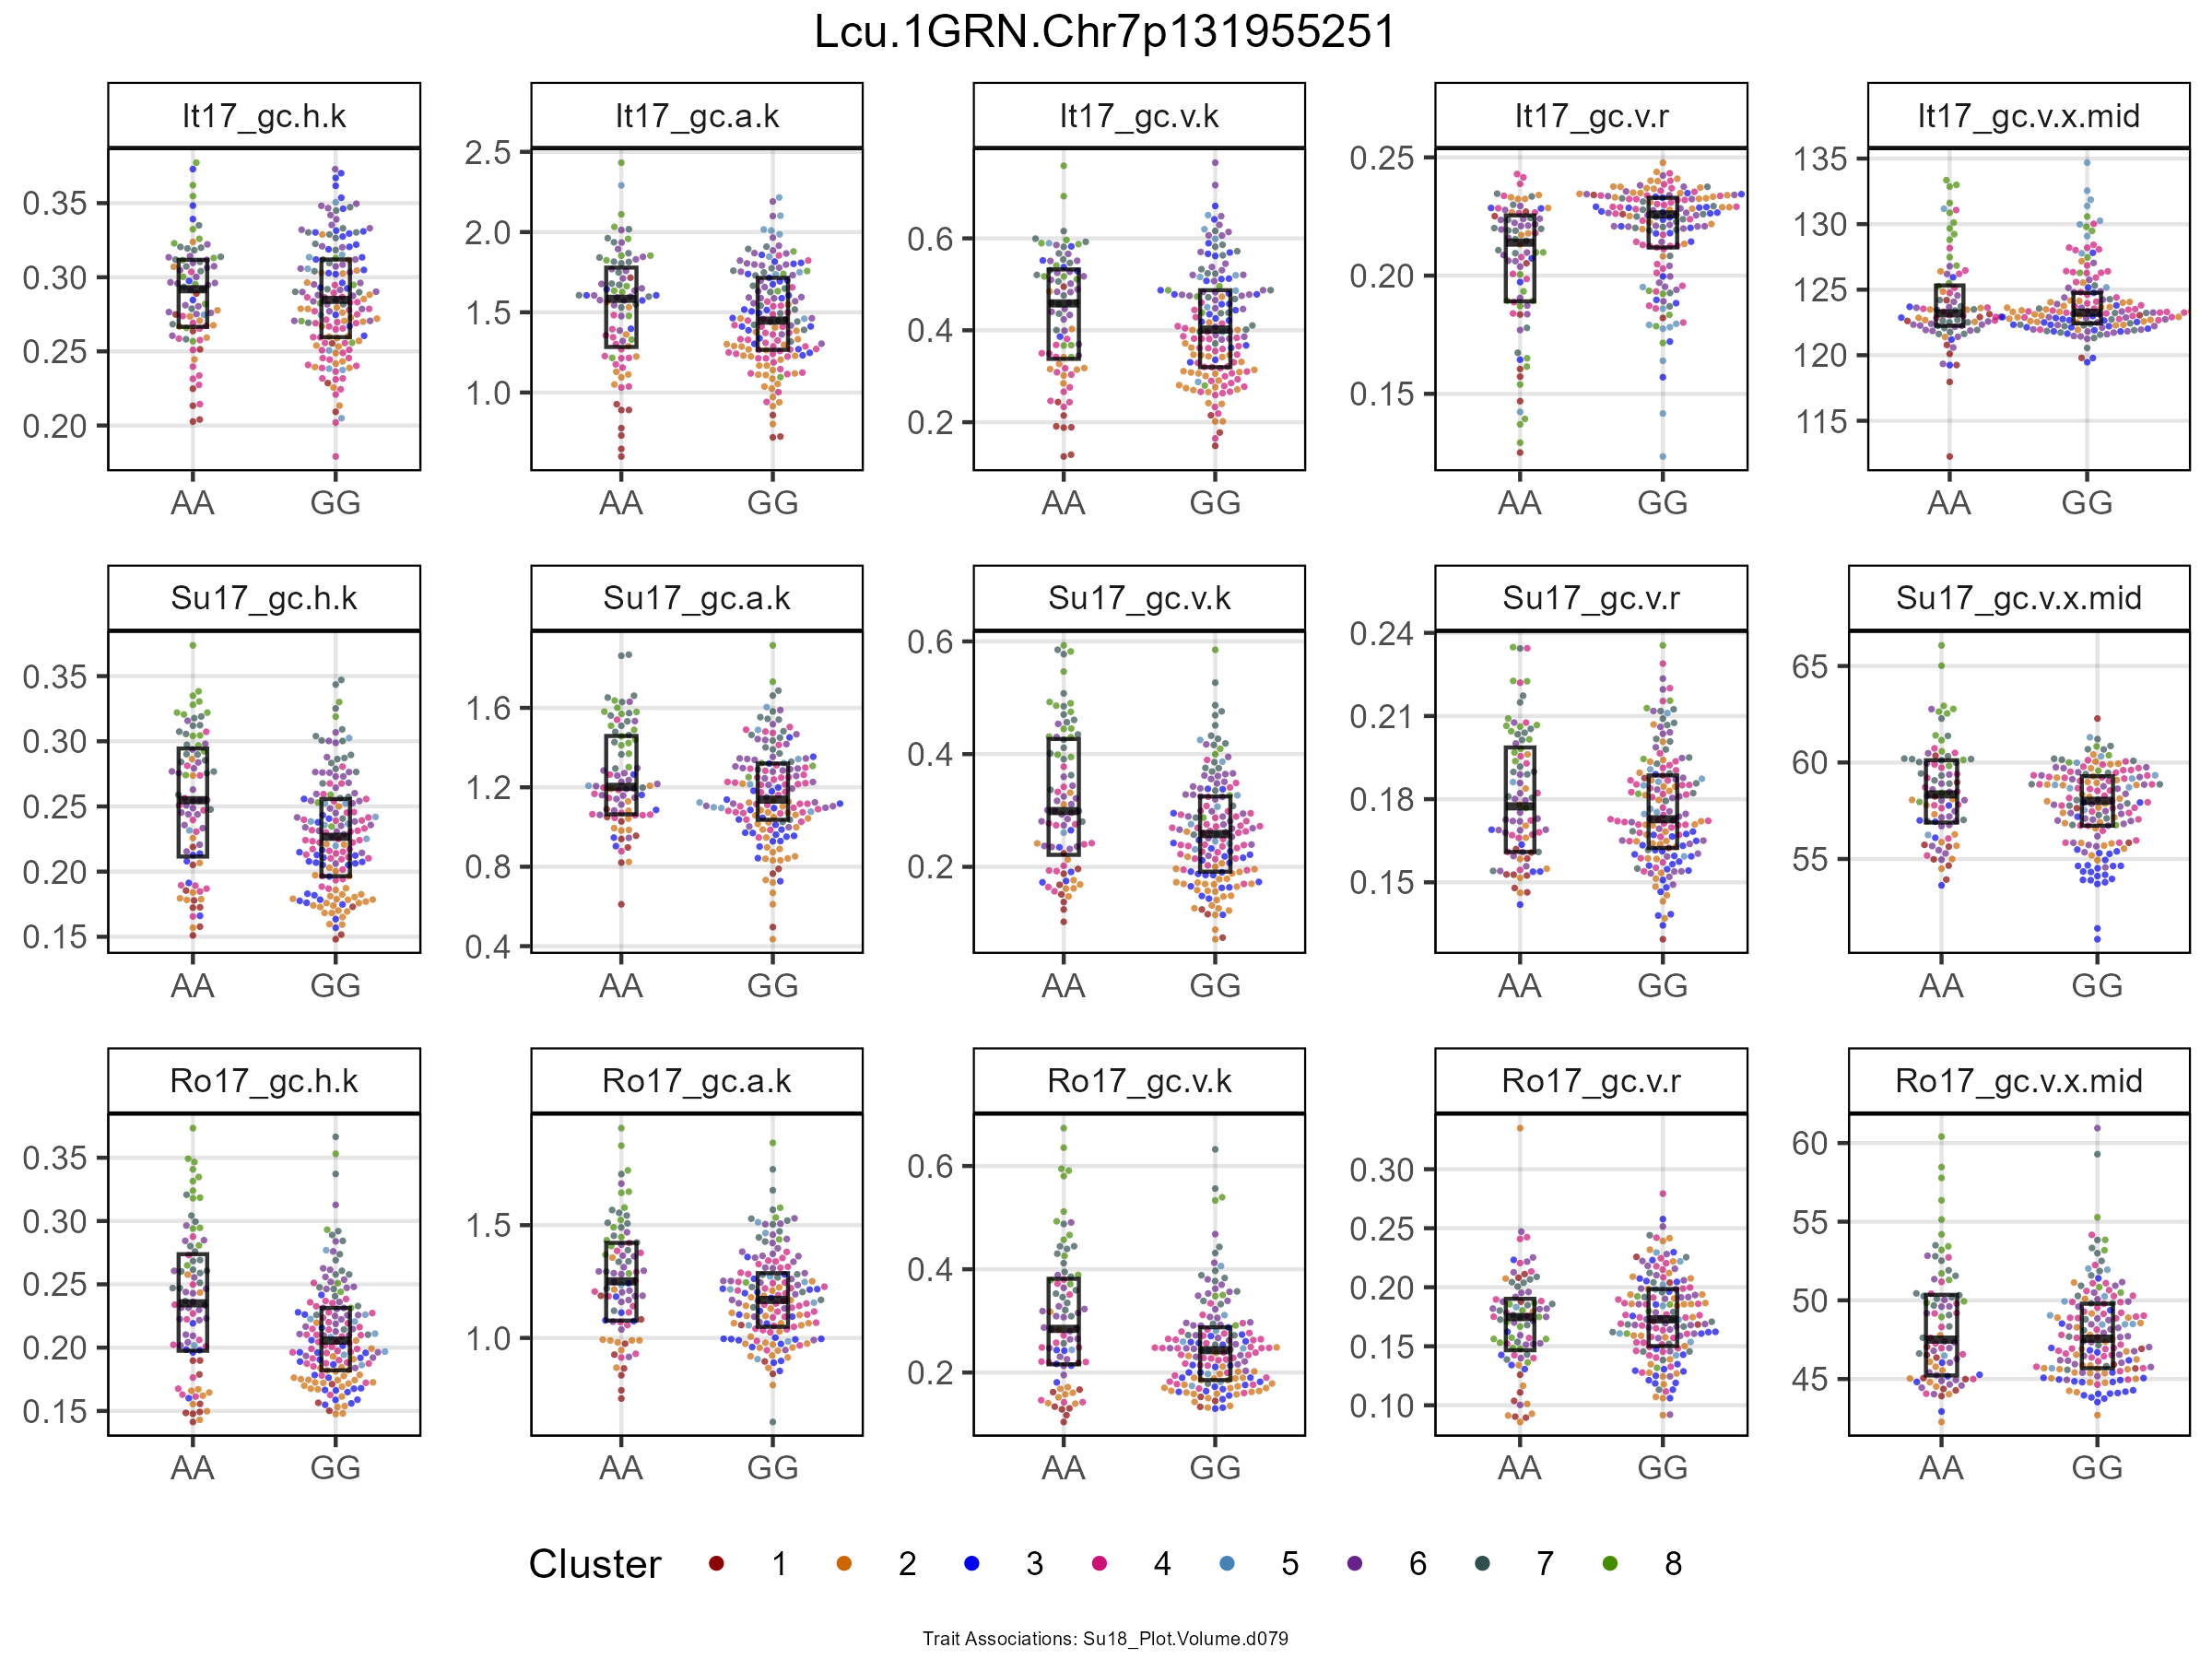 Lcu.1GRN.Chr7p131955251
It17_gc.h.k
It17_gc.a.k
It17_gc.v.k
It17_gc.v.r
It17_gc.v.x.mid
0.35
0.30
0.25
0.20
2.5
2.0
1.5
1.0
0.6
0.4
0.2
0.25
0.20
0.15
135
130
125
120
115
AA GG
AA GG
AA GG
AA GG
AA GG
Su17_gc.h.k
Su17_gc.a.k
Su17_gc.v.k
Su17_gc.v.r
Su17_gc.v.x.mid
0.35
0.30
0.25
0.20
0.15
1.6
1.2
0.8
0.4
0.6
0.4
0.2
0.24
0.21
0.18
0.15
65
60
55
AA GG
AA GG
AA GG
AA GG
AA GG
Ro17_gc.h.k
Ro17_gc.a.k
Ro17_gc.v.k
Ro17_gc.v.r
Ro17_gc.v.x.mid
0.35
0.30
0.25
0.20
0.15
1.5
1.0
0.6
0.4
0.2
0.30
0.25
0.20
0.15
0.10
60
55
50
45
AA GG
AA GG
AA GG
AA GG
AA GG
Cluster 1 2 3 4 5 6 7 8
Trait Associations: Su18_Plot.Volume.d079